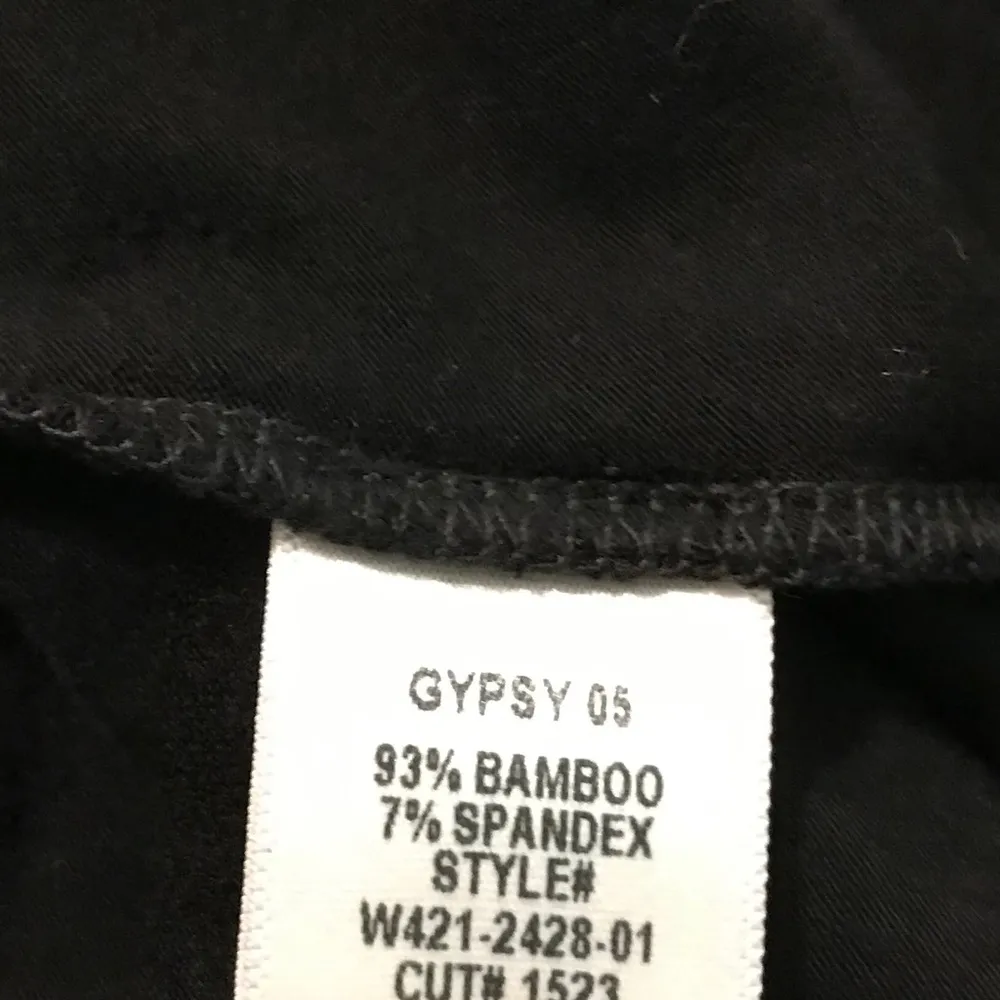 GYPSY 05
93% BAMBOO
7% SPANDEX
STYLE#
W421-2428-01
CUT# 1523